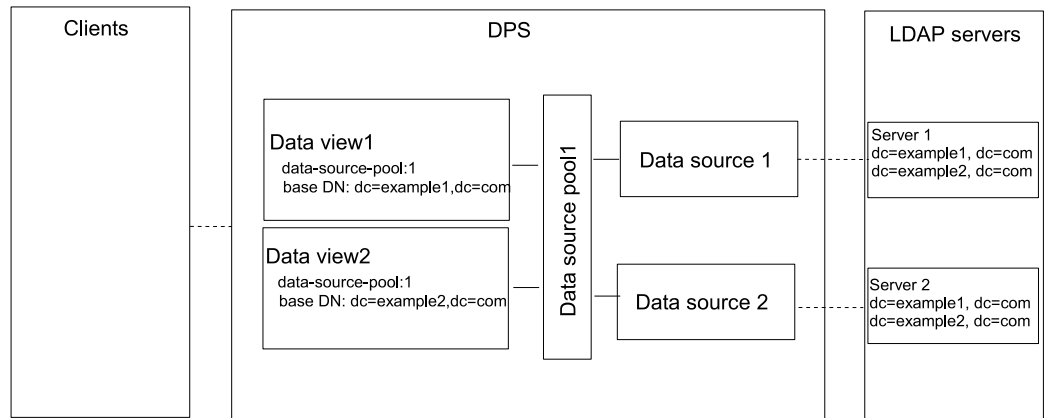 Clients
DPS
LDAP servers
Data view1
data-source-pool:1
base DN: dc=example1,dc=com
Data view2
data-source-pool:1
base DN: dc=example2,dc=com
Data source pool1
Data source 1
Data source 2
Server 1
dc=example1, dc=com
dc=example2, dc=com
Server 2
dc=example1, dc=com
dc=example2, dc=com